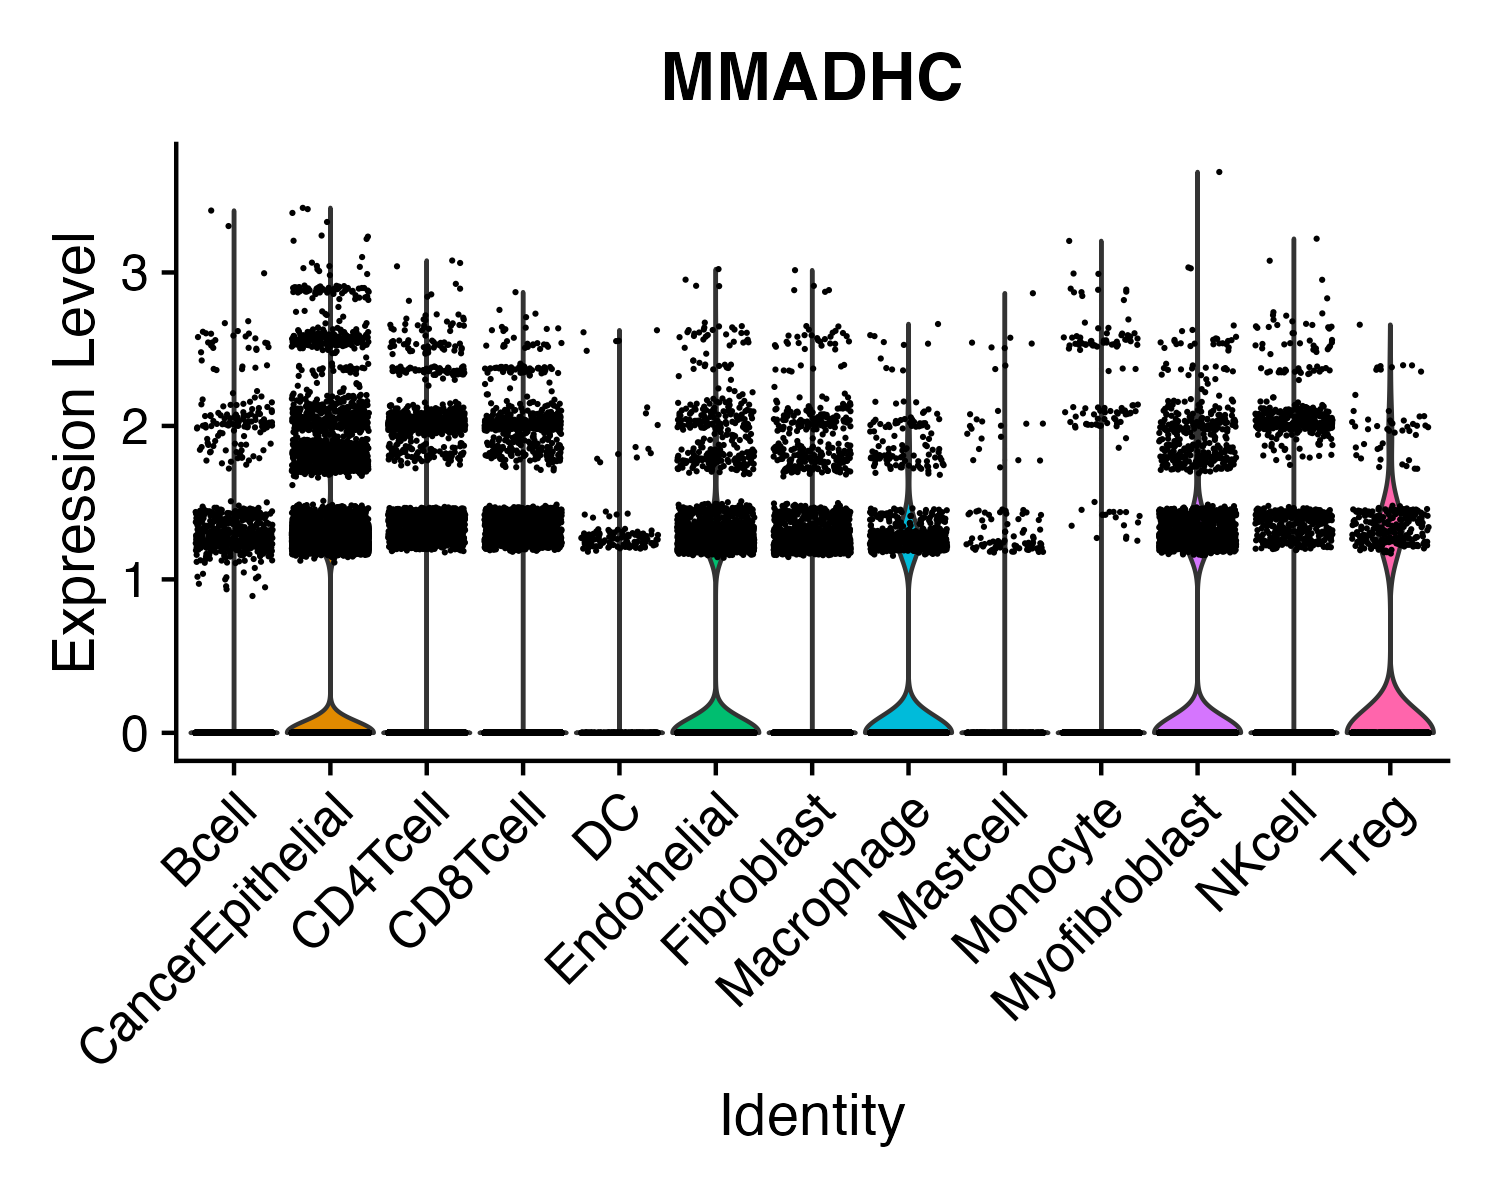 MMADHC
Expression Level
3
2
1
0
Bcell
CancerEpithelial
CD4Tcell
CD8Tcell
DC
Endothelial
Fibroblast
Macrophage
Mastcell
Monocyte
Myofibroblast
NKcell
Treg
Identity